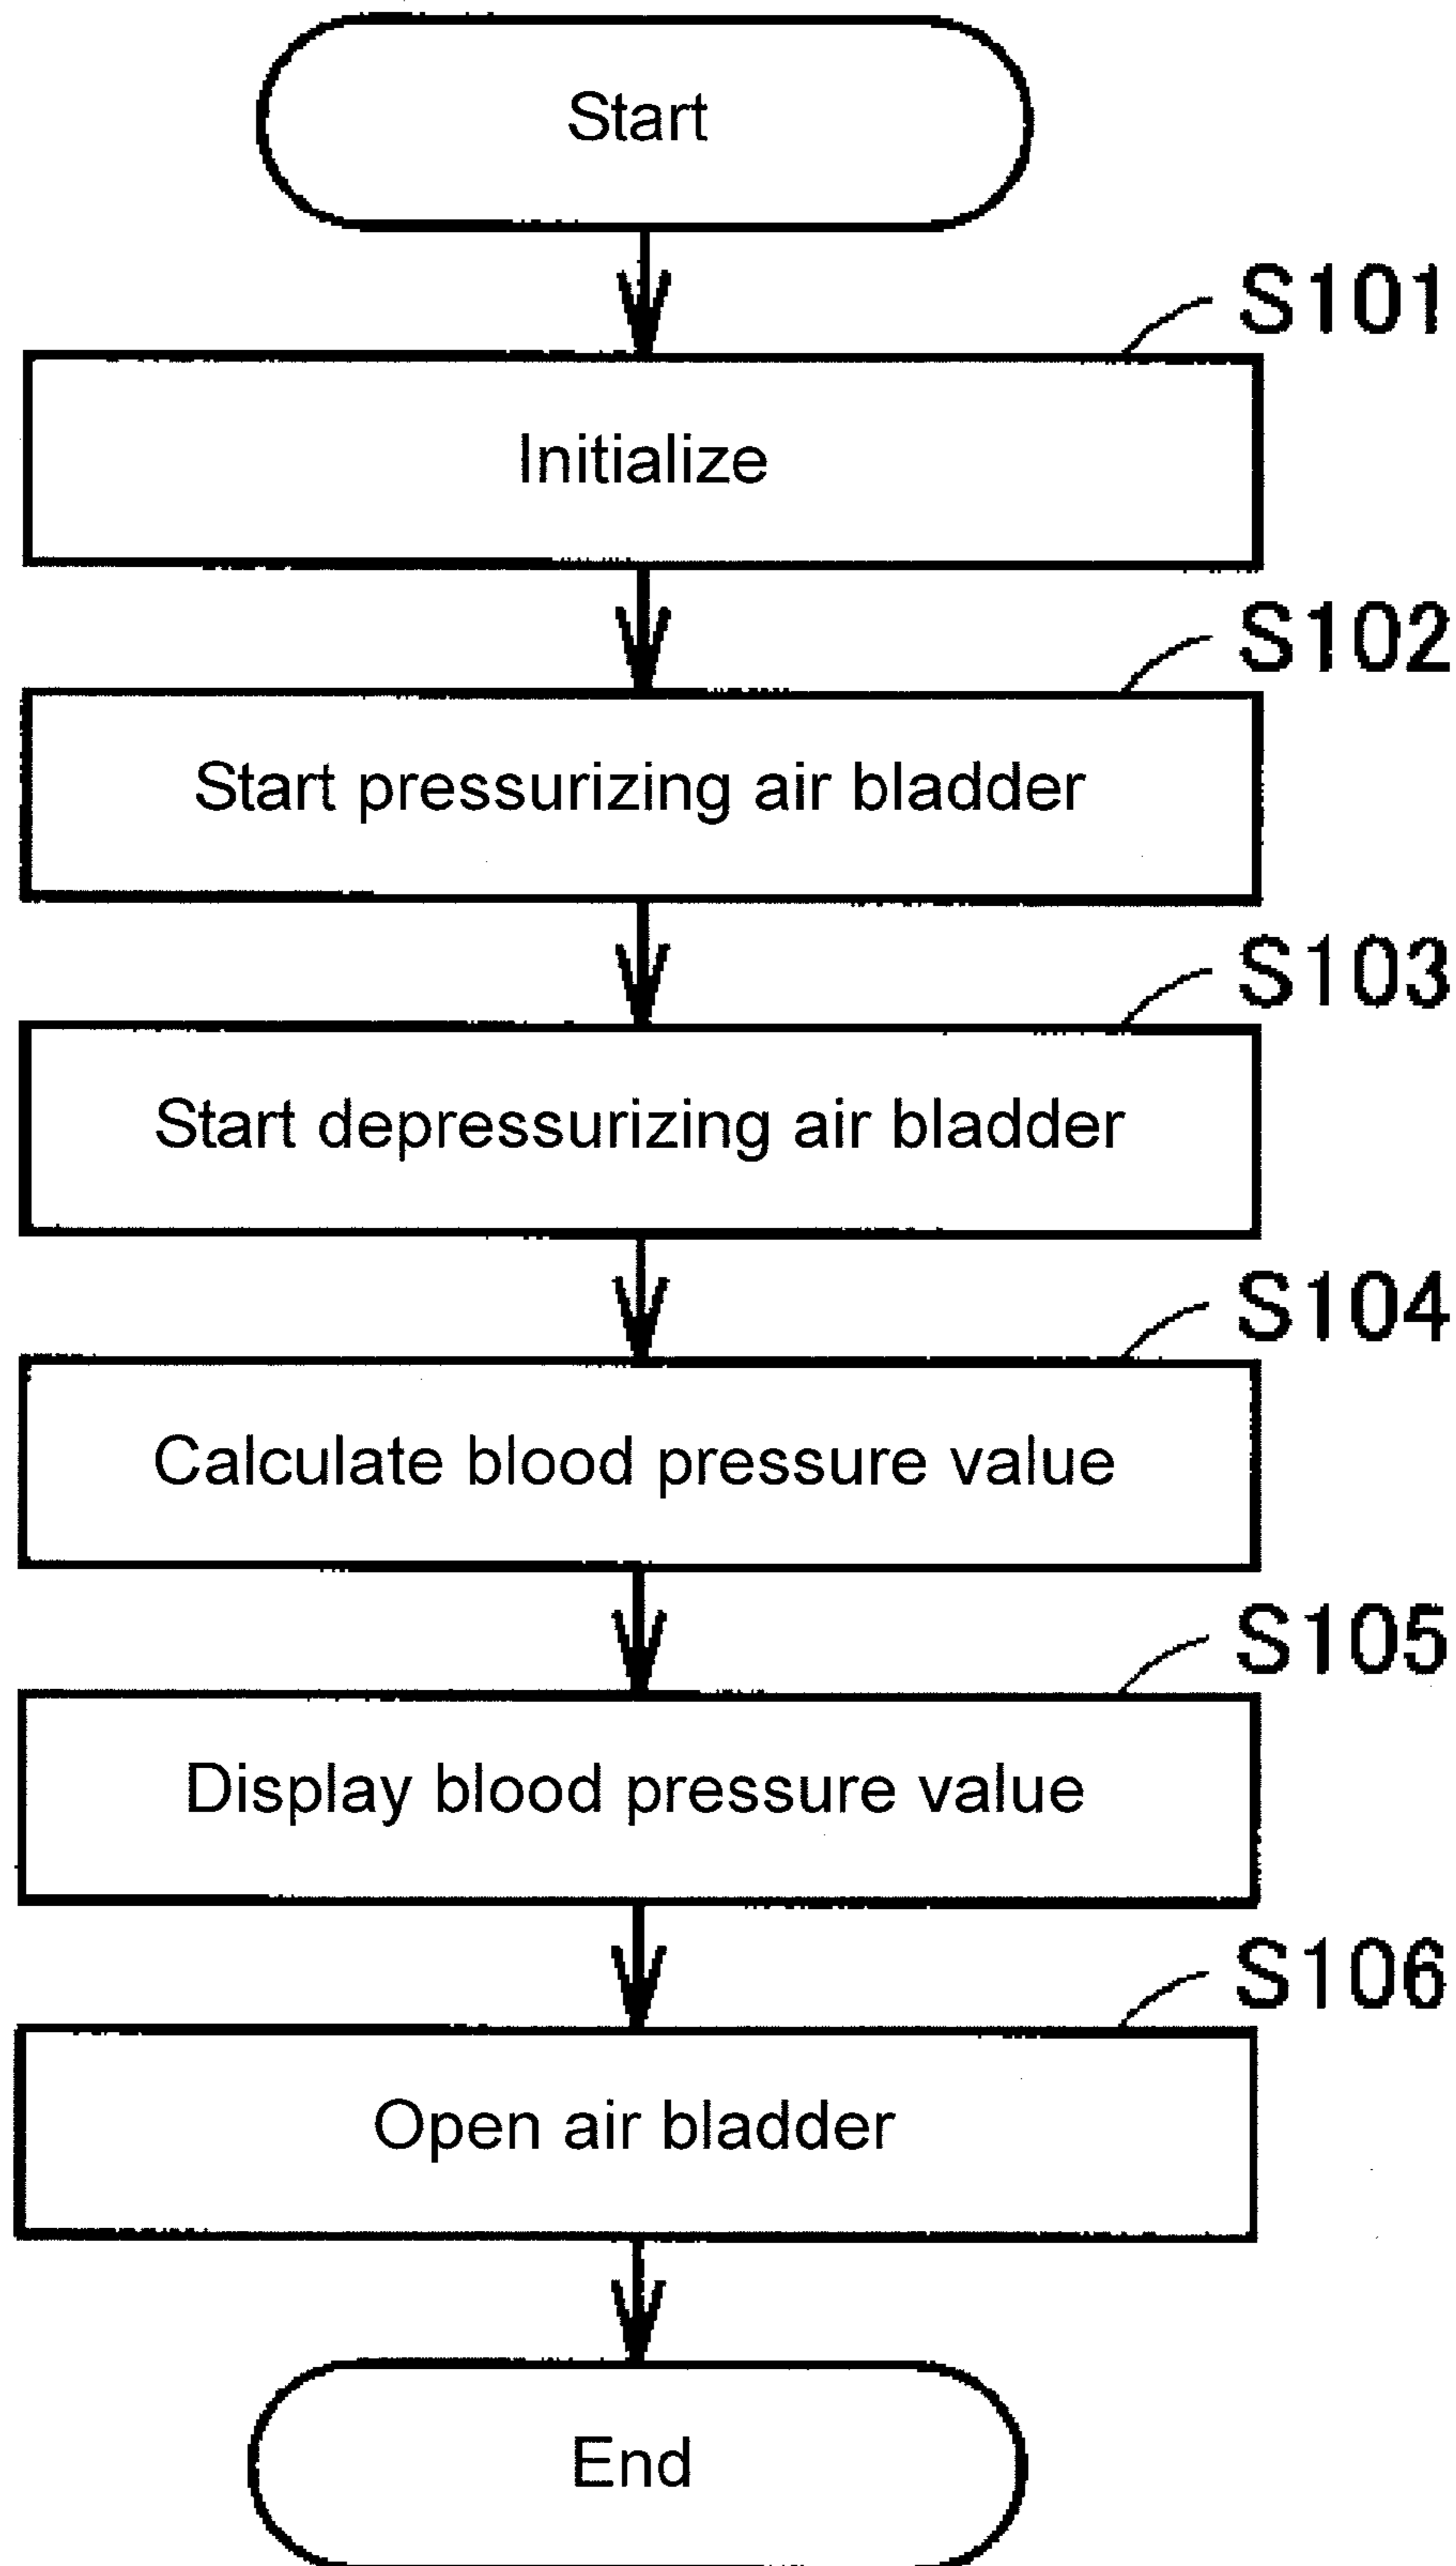 Start
S101
Initialize
S102
Start pressurizing air bladder
S103
Start depressurizing air bladder
S104
Calculate blood pressure value
S105
Display blood pressure value
S106
Open air bladder
End